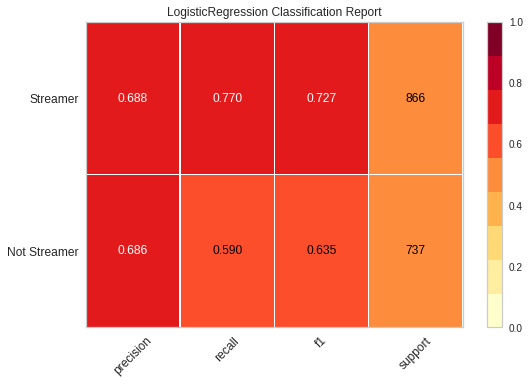 LogisticRegression Classification Report
Streamer
0.688 0.770 0.727 866
Not Streamer
0.686 0.590 0.635 737
precision recall f1 support
1.0
0.8
0.6
0.4
0.2
0.0